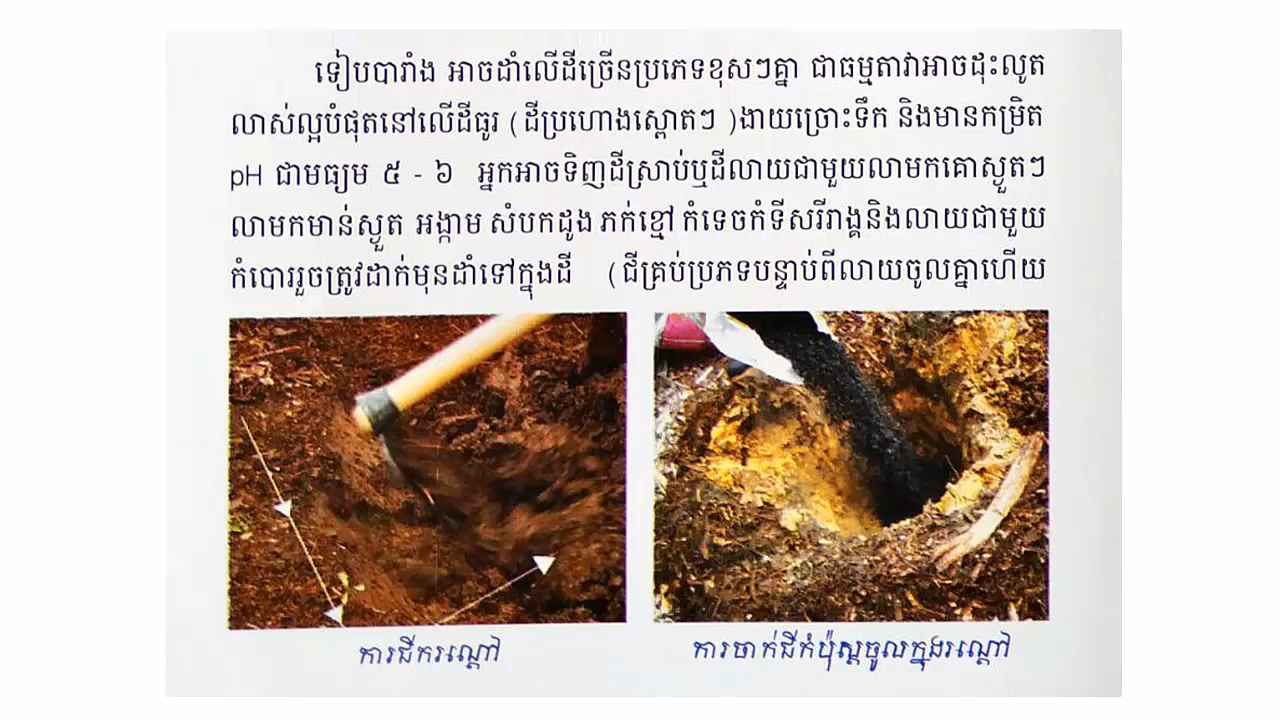 ទៀបបារាំង អាចដាំលើដីច្រើនប្រភេទខុសៗគ្នា ជាធម្មតាវាអាចដុះលូត
លាស់ល្អបំផុតនៅលើដីធូរ (ដីប្រហោងស្ពោតៗ )ងាយច្រោះទឹក និងមានកម្រិត
pH ជាមធ្យម ៥ - ៦ អ្នកអាចទិញដីស្រាប់ឬដីលាយជាមួយលាមកគោស្ងួតៗ
លាមកមាន់ស្ងួត អង្កាម សំបកដូង ភក់ខ្មៅ កំទេចកំទីសរីរាង្គនិងលាយជាមួយ
កំបោររួចត្រូវដាក់មុនដាំទៅក្នុងដី (ជីគ្រប់ប្រភទបន្ទាប់ពីលាយចូលគ្នាហើយ
ការជីករណ្តៅ
ការចាក់ជីកំប៉ុស្តចូលក្នុងរណ្តៅ